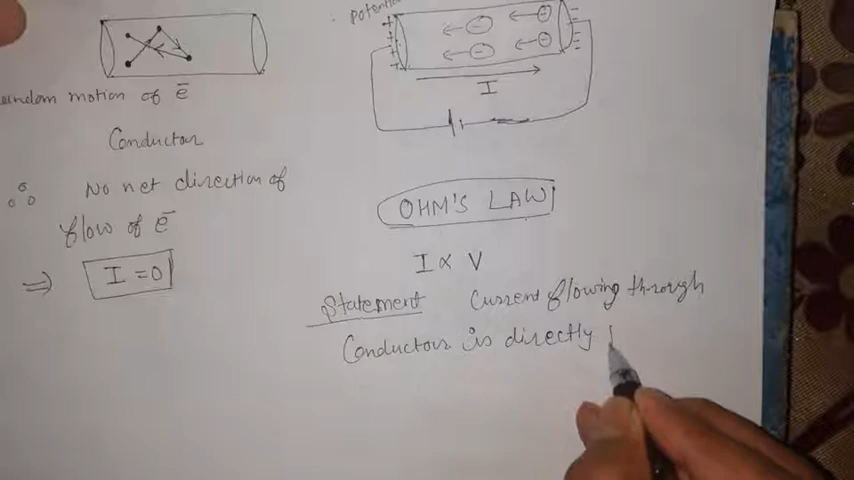 random motion of e̅
Conductor
∴ No net direction of
flow of e̅
⇒ I = 0
potentia
+ + + +
- - - -
I
OHM'S LAW
I ∝ V
Statement Current flowing through
Conductor is directly